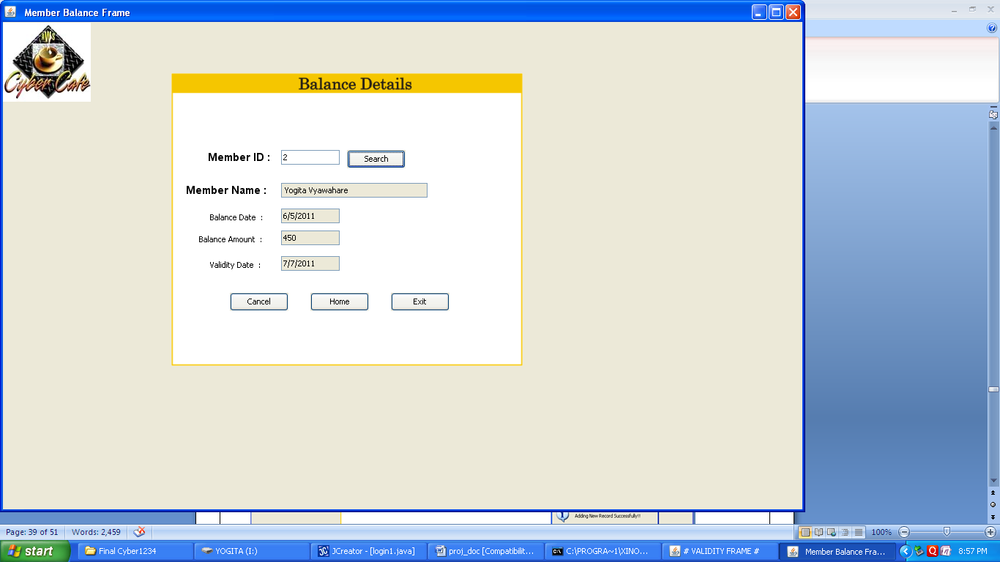 Member Balance Frame
AWS
Cyber Cafe
Balance Details
Member ID : 2 Search
Member Name : Yogita Vyawahare
Balance Date : 6/5/2011
Balance Amount : 450
Validity Date : 7/7/2011
Cancel Home Exit
Adding New Record Successfully!!
Page: 39 of 51 Words: 2,459 100%
start Final Cyber1234 YOGITA (I:) JCreator - [login1.java] proj_doc [Compatibilit... C:\PROGRA~1\XINO... # VALIDITY FRAME # Member Balance Fra... 8:57 PM